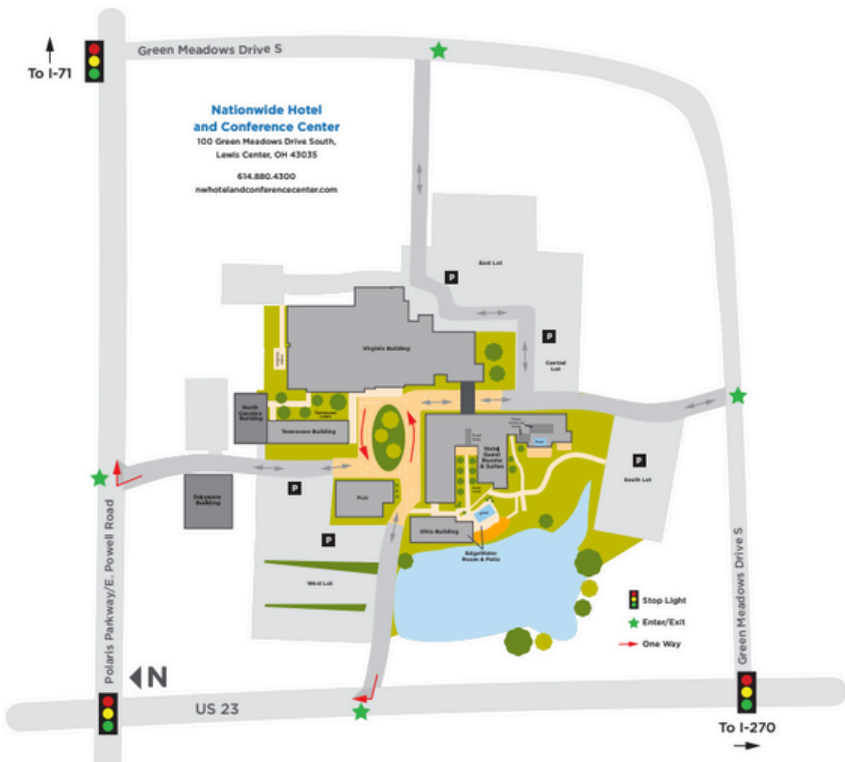 Green Meadows Drive S
To I-71
Nationwide Hotel
and Conference Center
100 Green Meadows Drive South,
Lewis Center, OH 43035
614.880.4300
nwhotelandconferencecenter.com
East Lot
P
Virginia Building
P
Central
Lot
North
Carolina
Building
Tennessee
Tennessee Building
Hotel
Guest
Rooms
& Suites
P
South Lot
P
Delaware
Building
Pub
P
Ohio Building
EdgeWater
Room & Patio
West Lot
Polaris Parkway/E. Powell Road
Green Meadows Drive S
Stop Light
Enter/Exit
One Way
N
US 23
To I-270